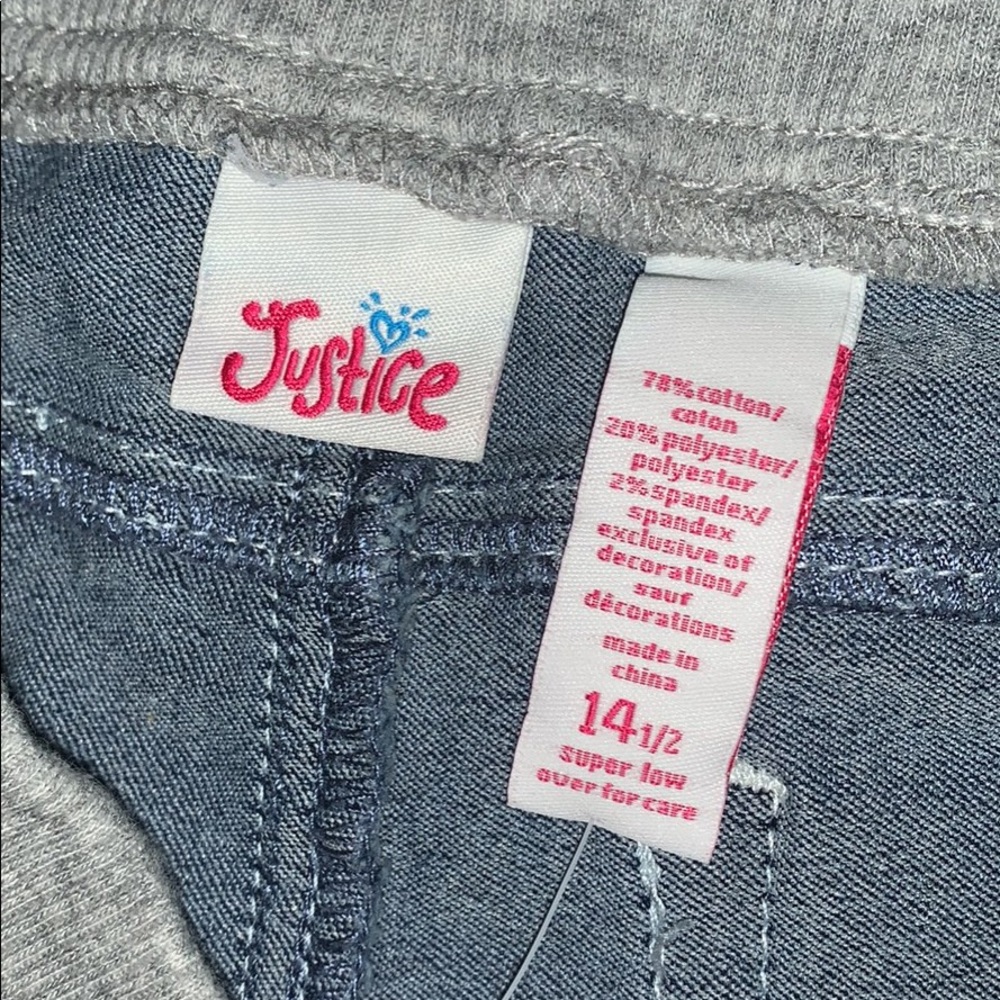 Justice
78% cotton/
coton
20% polyester/
polyester
2% spandex/
spandex
exclusive of
decoration/
sauf
décorations
made in
china
14 1/2
super low
over for care